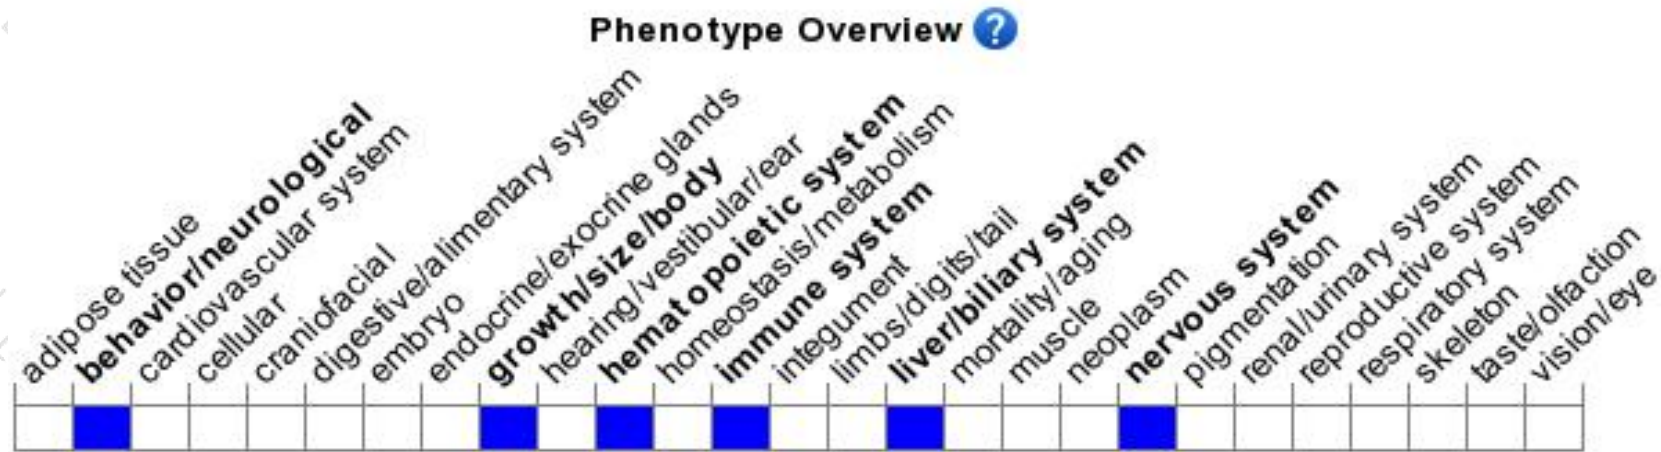 Phenotype Overview ?
adipose tissue
behavior/neurological
cardiovascular system
cellular
craniofacial
digestive/alimentary system
embryo
endocrine/exocrine glands
growth/size/body
hearing/vestibular/ear
hematopoietic system
homeostasis/metabolism
immune system
integument
limbs/digits/tail
liver/biliary system
mortality/aging
muscle
neoplasm
nervous system
pigmentation
renal/urinary system
reproductive system
respiratory system
skeleton
taste/olfaction
vision/eye